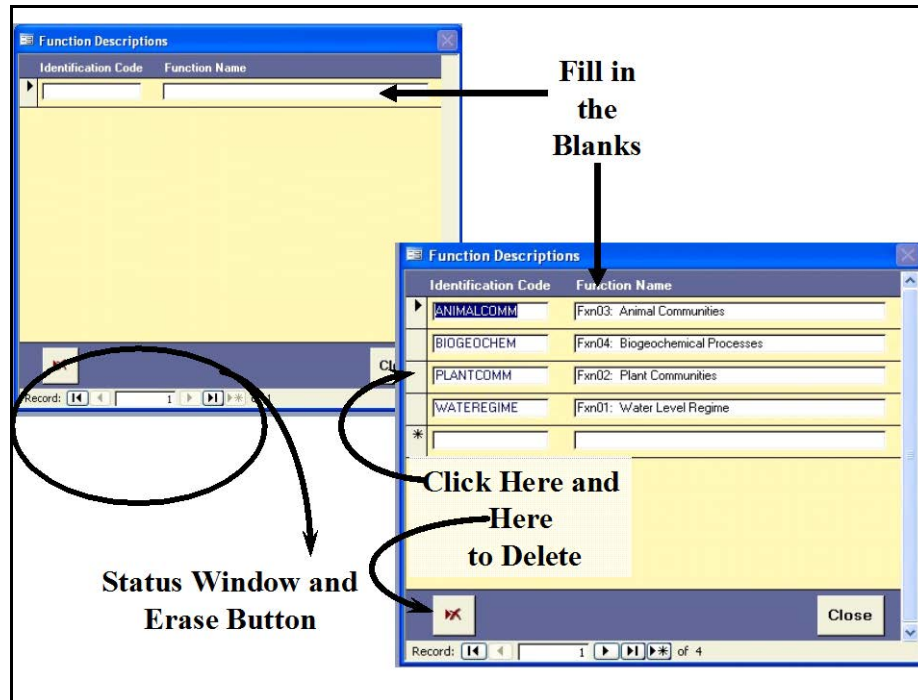 Function Descriptions
Identification Code Function Name
Fill in
the
Blanks
Record: 1
Function Descriptions
Identification Code Function Name
ANIMALCOMM Fxn03: Animal Communities
BIOGEOCHEM Fxn04: Biogeochemical Processes
PLANTCOMM Fxn02: Plant Communities
WATEREGIME Fxn01: Water Level Regime
Click Here and
Here
to Delete
Status Window and
Erase Button
Close
Record: 1 of 4